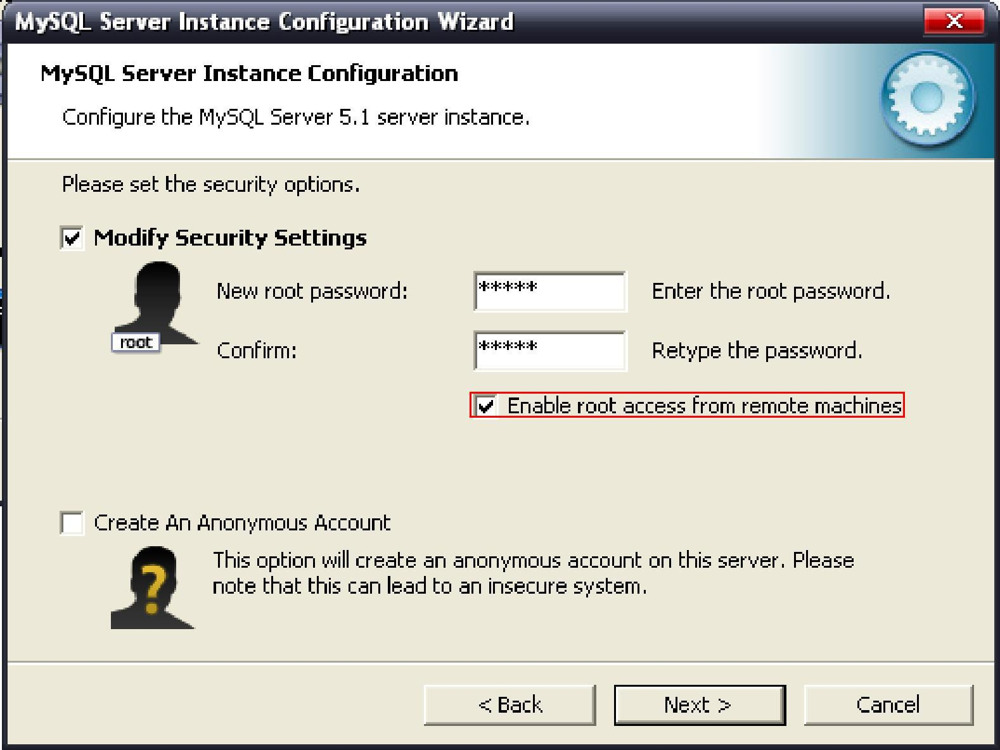 MySQL Server Instance Configuration Wizard
X
MySQL Server Instance Configuration
Configure the MySQL Server 5.1 server instance.
Please set the security options.
Modify Security Settings
New root password: ***** Enter the root password.
root
Confirm: ***** Retype the password.
Enable root access from remote machines
Create An Anonymous Account
?
This option will create an anonymous account on this server. Please
note that this can lead to an insecure system.
< Back Next > Cancel